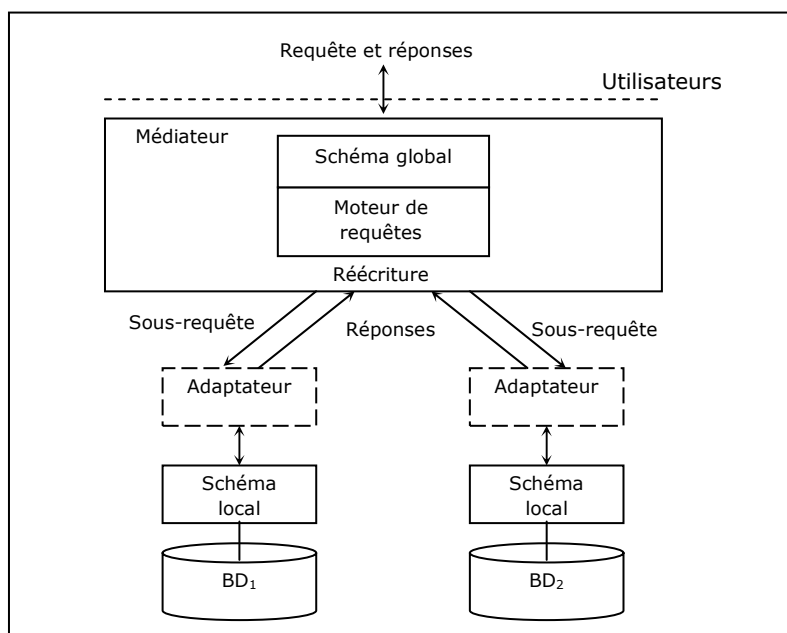 Requête et réponses
Utilisateurs
Médiateur
Schéma global
Moteur de
requêtes
Réécriture
Sous-requête
Réponses
Sous-requête
Adaptateur
Adaptateur
Schéma
local
Schéma
local
BD₁
BD₂